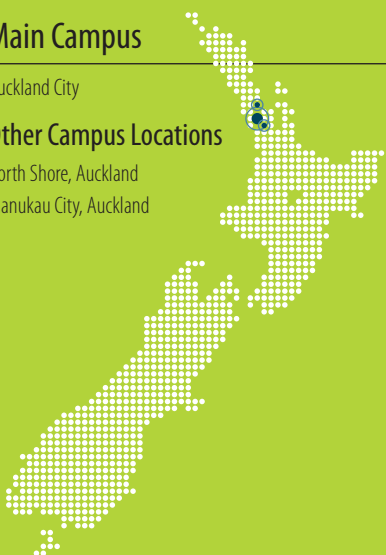 Main Campus
uckland City
ther Campus Locations
orth Shore, Auckland
anukau City, Auckland